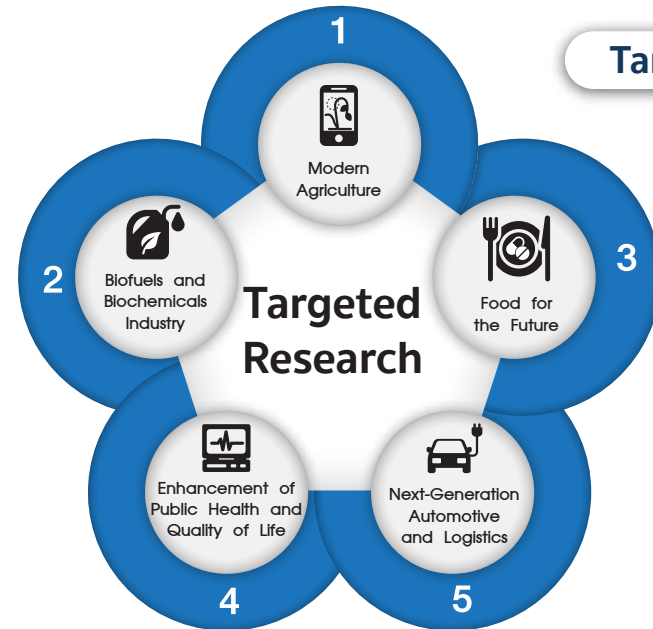 1
Modern
Agriculture
2
Biofuels and
Biochemicals
Industry
3
Food for
the Future
Targeted
Research
4
Enhancement of
Public Health and
Quality of Life
5
Next-Generation
Automotive
and Logistics